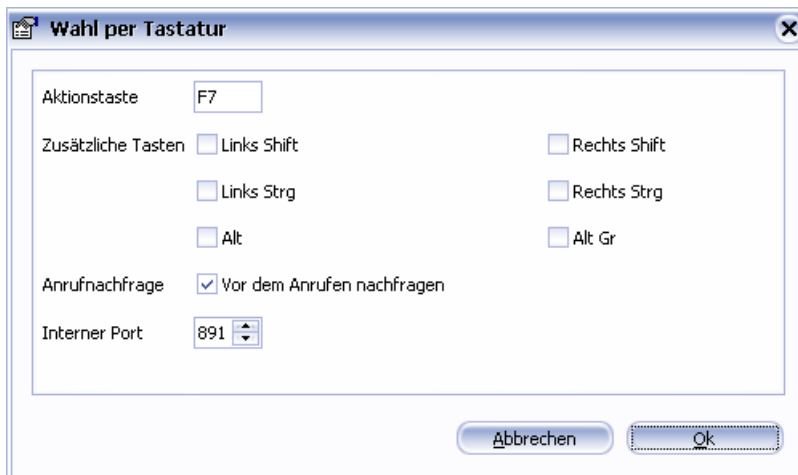 Wahl per Tastatur
Aktionstaste F7
Zusätzliche Tasten Links Shift Rechts Shift
Links Strg Rechts Strg
Alt Alt Gr
Anrufnachfrage Vor dem Anrufen nachfragen
Interner Port 891
Abbrechen Ok